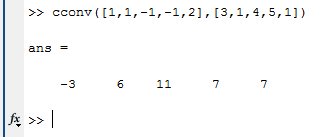 >> cconv([1,1,-1,-1,2],[3,1,4,5,1])
ans =
-3 6 11 7 7
fx >>